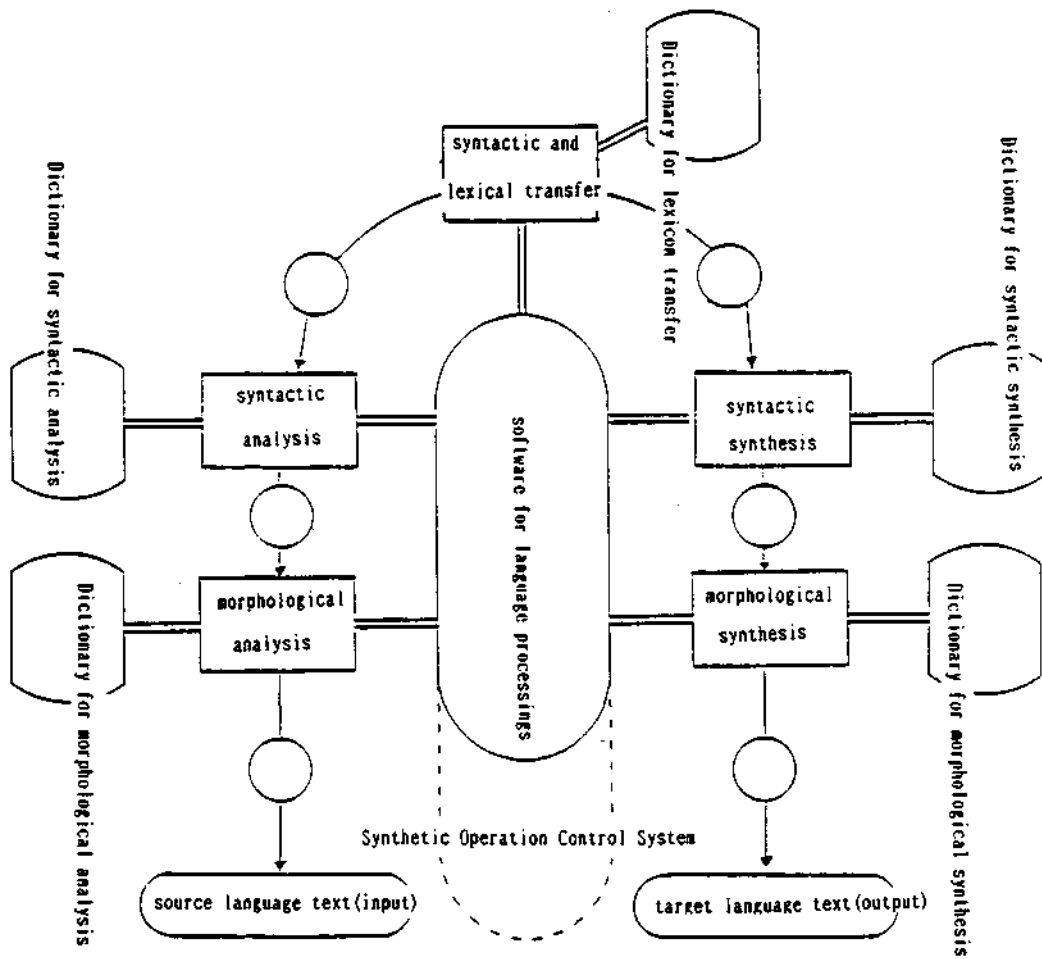 syntactic and
lexical transfer
Dictionary for lexicon transfer
Dictionary for syntactic analysis
syntactic
analysis
software for language processings
syntactic
synthesis
Dictionary for syntactic synthesis
Dictionary for morphological analysis
morphological
analysis
morphological
synthesis
Dictionary for morphological synthesis
Synthetic Operation Control System
source language text(input)
target language text(output)